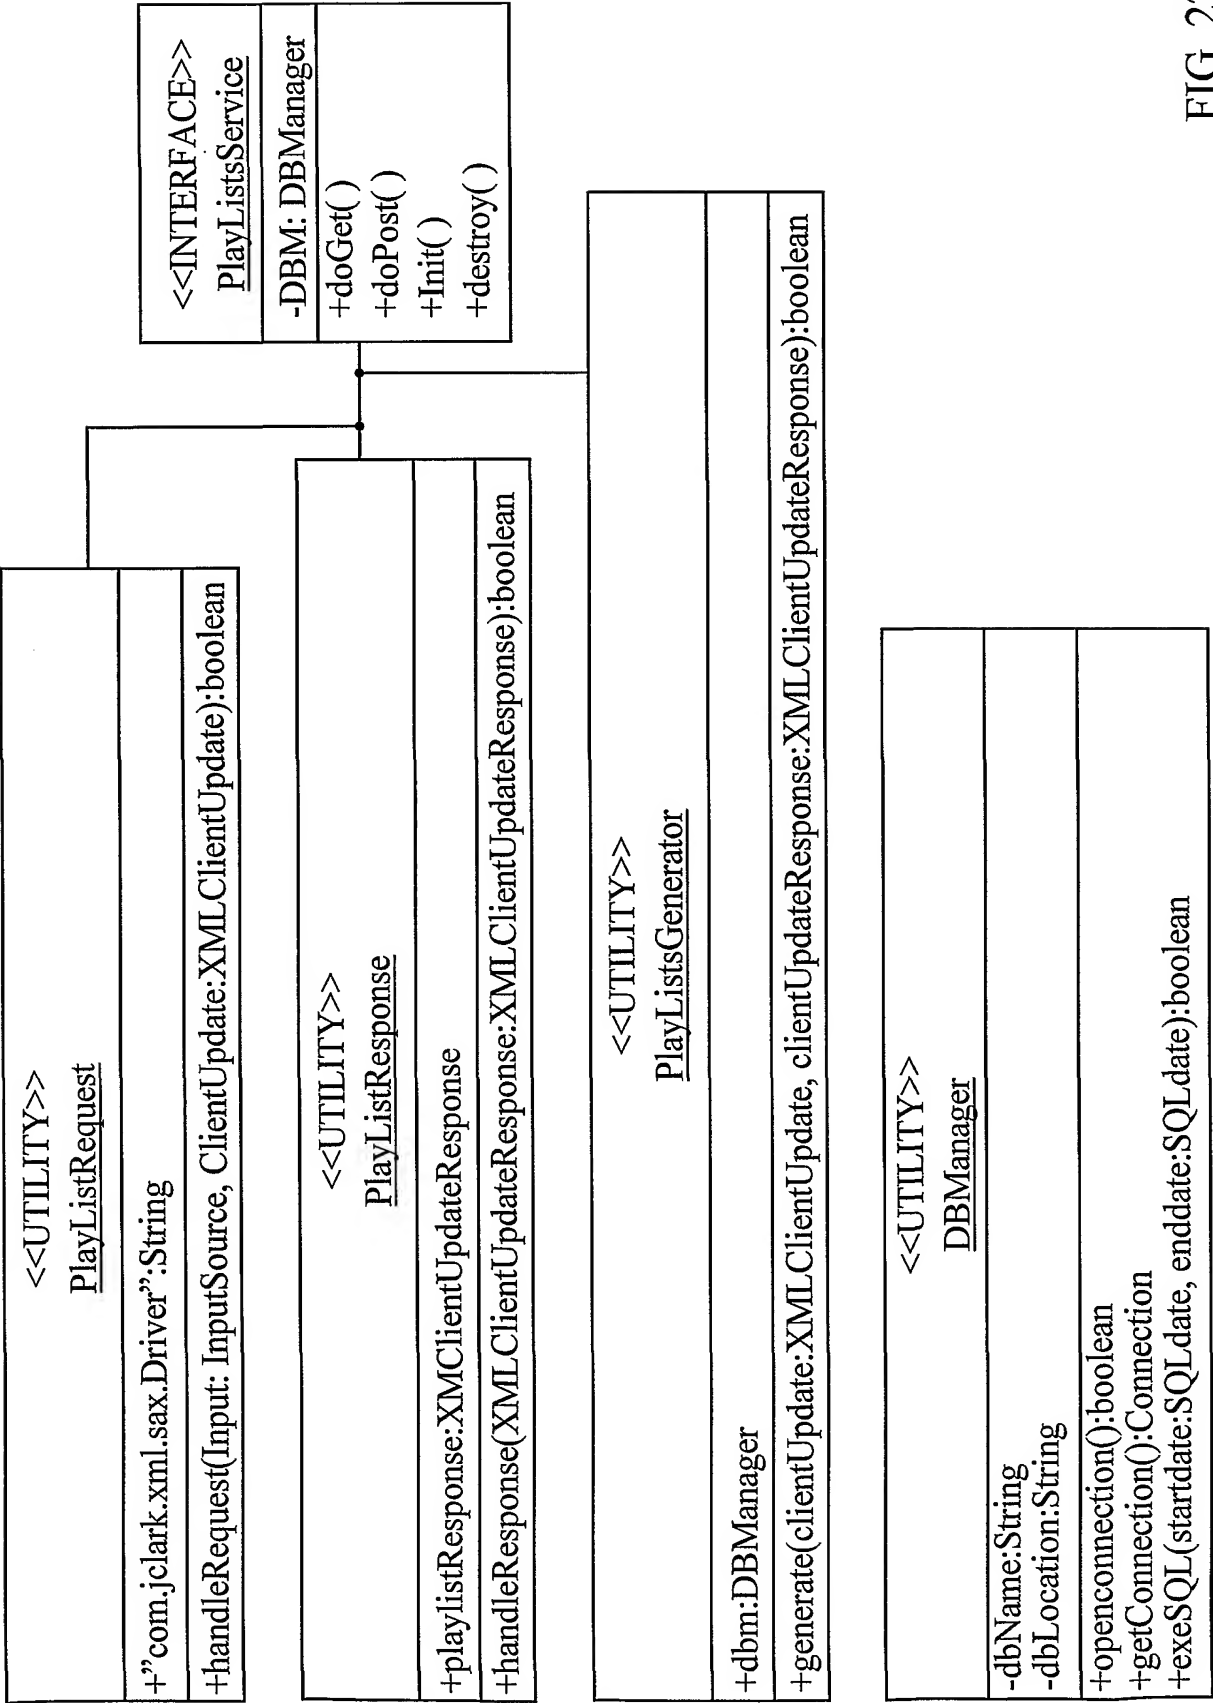 <<UTILITY>>
PlayListRequest
+"com.jclark.xml.sax.Driver":String
+handleRequest(Input: InputSource, ClientUpdate:XMLClientUpdate):boolean
<<INTERFACE>>
PlayListsService
-DBM: DBManager
+doGet( )
+doPost( )
+Init( )
+destroy( )
<<UTILITY>>
PlayListResponse
+playlistResponse:XMClientUpdateResponse
+handleResponse(XMLClientUpdateResponse:XMLClientUpdateResponse):boolean
<<UTILITY>>
PlayListsGenerator
+dbm:DBManager
+generate(clientUpdate:XMLClientUpdate, clientUpdateResponse:XMLClientUpdateResponse):boolean
<<UTILITY>>
DBManager
-dbName:String
-dbLocation:String
+openconnection():boolean
+getConnection():Connection
+exeSQL(startdate:SQLdate, enddate:SQLdate):boolean
FIG.